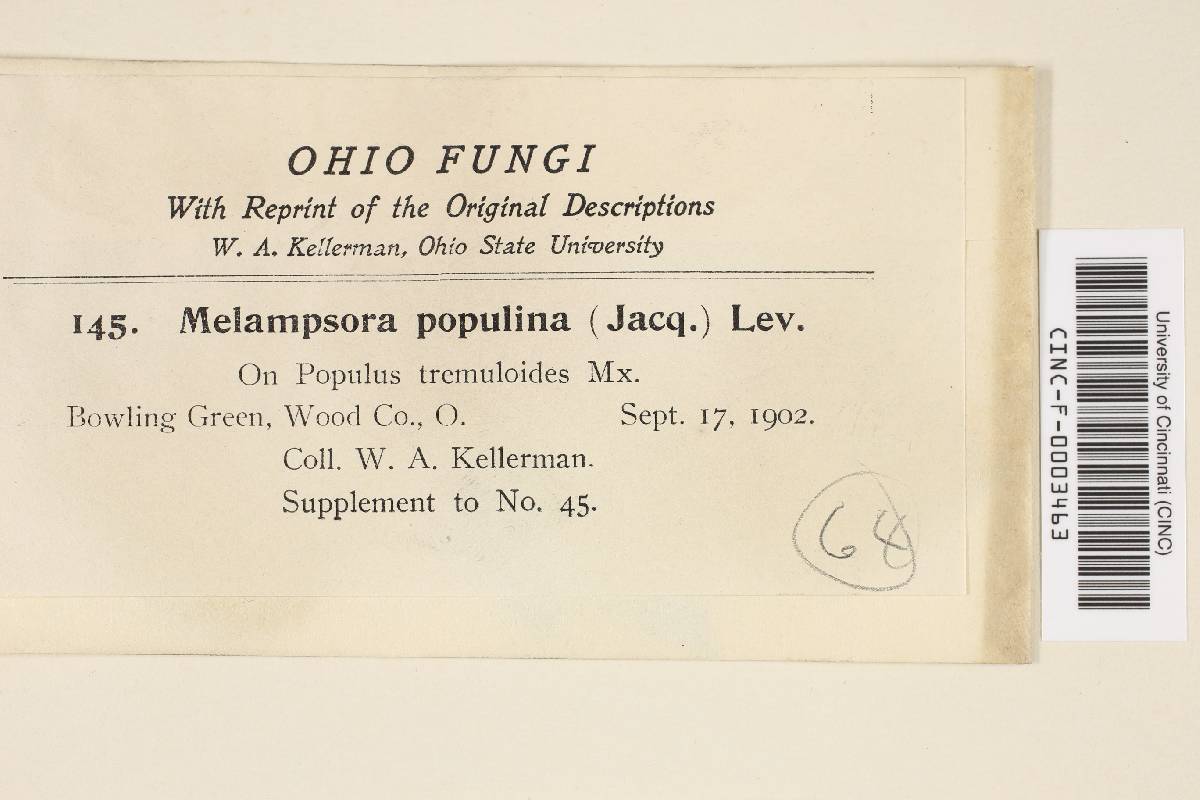 OHIO FUNGI
With Reprint of the Original Descriptions
W. A. Kellerman, Ohio State University
145. Melampsora populina (Jacq.) Lev.
On Populus tremuloides Mx.
Bowling Green, Wood Co., O. Sept. 17, 1902.
Coll. W. A. Kellerman.
Supplement to No. 45.
68
University of Cincinnati (CINC)
CINC-F-0003463